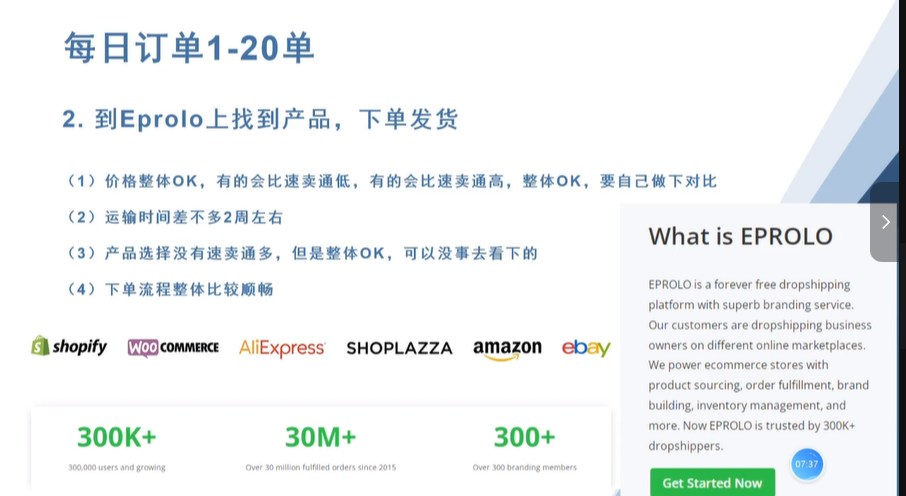 每日订单1-20单
2. 到Eprolo上找到产品，下单发货
（1）价格整体OK，有的会比速卖通低，有的会比速卖通高，整体OK，要自己做下对比
（2）运输时间差不多2周左右
（3）产品选择没有速卖通多，但是整体OK，可以没事去看下的
（4）下单流程整体比较顺畅
shopify WOO COMMERCE AliExpress SHOPLAZZA amazon ebay
300K+ 30M+ 300+
300,000 users and growing Over 30 million fulfilled orders since 2015 Over 300 branding members
What is EPROLO
EPROLO is a forever free dropshipping
platform with superb branding service.
Our customers are dropshipping business
owners on different online marketplaces.
We power ecommerce stores with
product sourcing, order fulfillment, brand
building, inventory management, and
more. Now EPROLO is trusted by 300K+
dropshippers.
07:37
Get Started Now